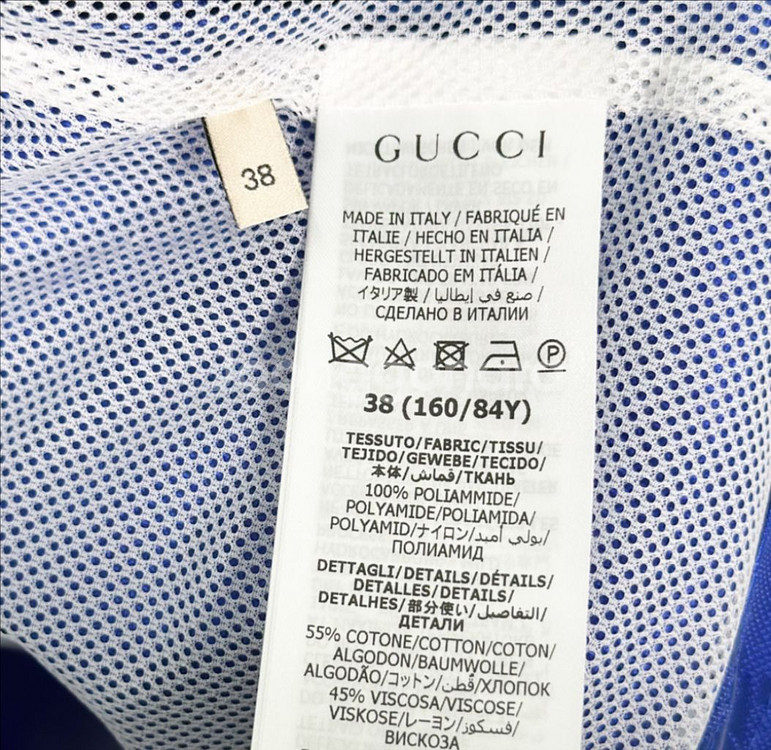 38
GUCCI
MADE IN ITALY / FABRIQUÉ EN
ITALIE / HECHO EN ITALIA /
HERGESTELLT IN ITALIEN /
FABRICADO EM ITÁLIA /
イタリア製 / صنع في إيطاليا /
СДЕЛАНО В ИТАЛИИ
P
38 (160/84Y)
TESSUTO/FABRIC/TISSU/
TEJIDO/GEWEBE/TECIDO/
本体/قماش/ТКАНЬ
100% POLIAMMIDE/
POLYAMIDE/POLIAMIDA/
POLYAMID/ナイロン/بولي أميد/
ПОЛИАМИД
DETTAGLI/DETAILS/DÉTAILS/
DETALLES/DETAILS/
DETALHES/部分使い/التفاصيل/
ДЕТАЛИ
55% COTONE/COTTON/COTON/
ALGODON/BAUMWOLLE/
ALGODÃO/コットン/قطن/ХЛОПОК
45% VISCOSA/VISCOSE/
VISKOSE/レーヨン/فسكوز/
ВИСКОЗА